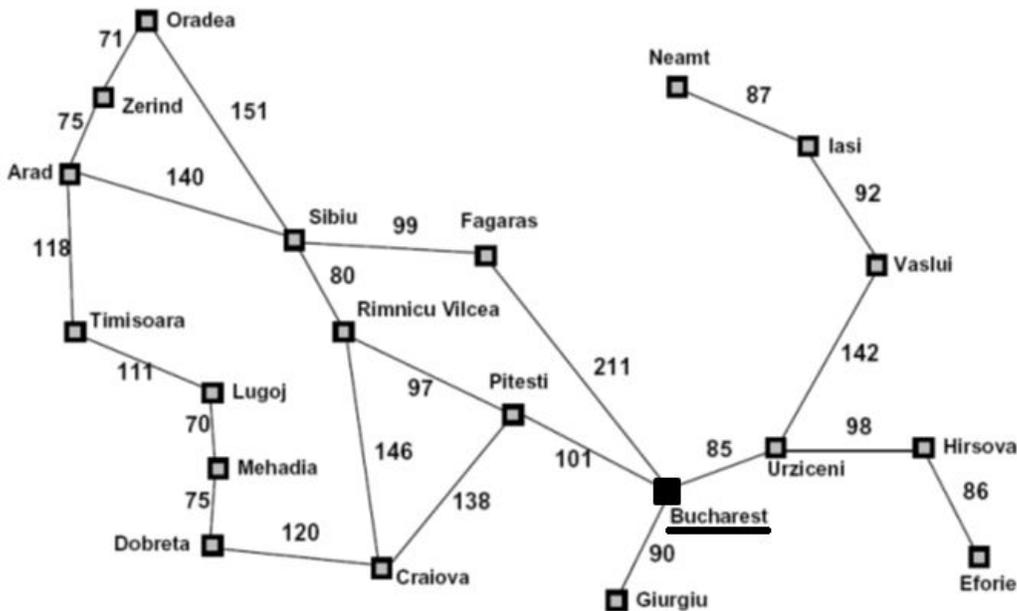 Oradea
71
Neamt
87
Zerind
151
75
Iasi
Arad
140
92
Sibiu
Fagaras
99
118
Vaslui
80
Timisoara
Rimnicu Vilcea
111
211
142
97
Pitesti
Lugoj
70
98
146
101
85
Hirsova
Mehadia
Urziceni
75
138
86
Bucharest
120
Dobreta
90
Craiova
Eforie
Giurgiu